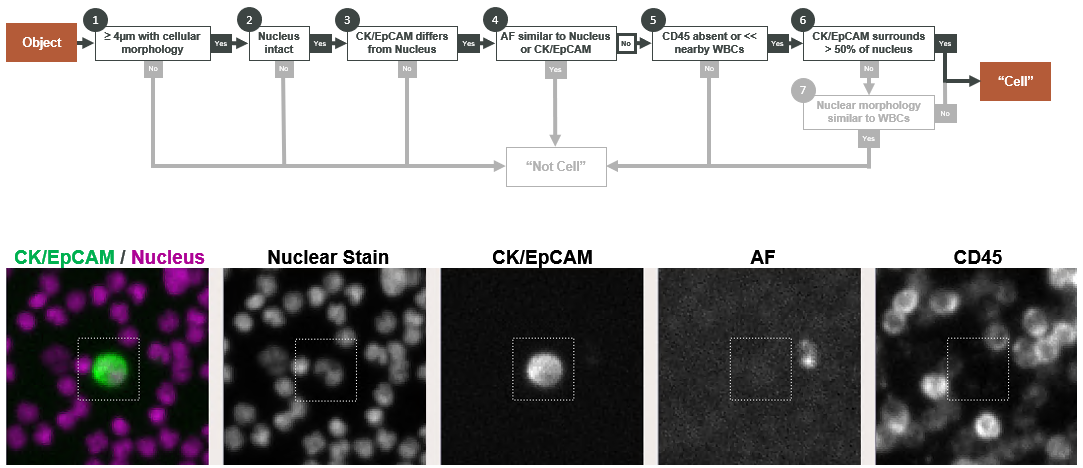 Object
1
≥ 4µm with cellular
morphology
Yes
No
2
Nucleus
intact
Yes
No
3
CK/EpCAM differs
from Nucleus
Yes
No
4
AF similar to Nucleus
or CK/EpCAM
No
Yes
5
CD45 absent or <<
nearby WBCs
Yes
No
6
CK/EpCAM surrounds
> 50% of nucleus
Yes
No
7
Nuclear morphology
similar to WBCs
No
Yes
"Cell"
"Not Cell"
CK/EpCAM / Nucleus
Nuclear Stain
CK/EpCAM
AF
CD45